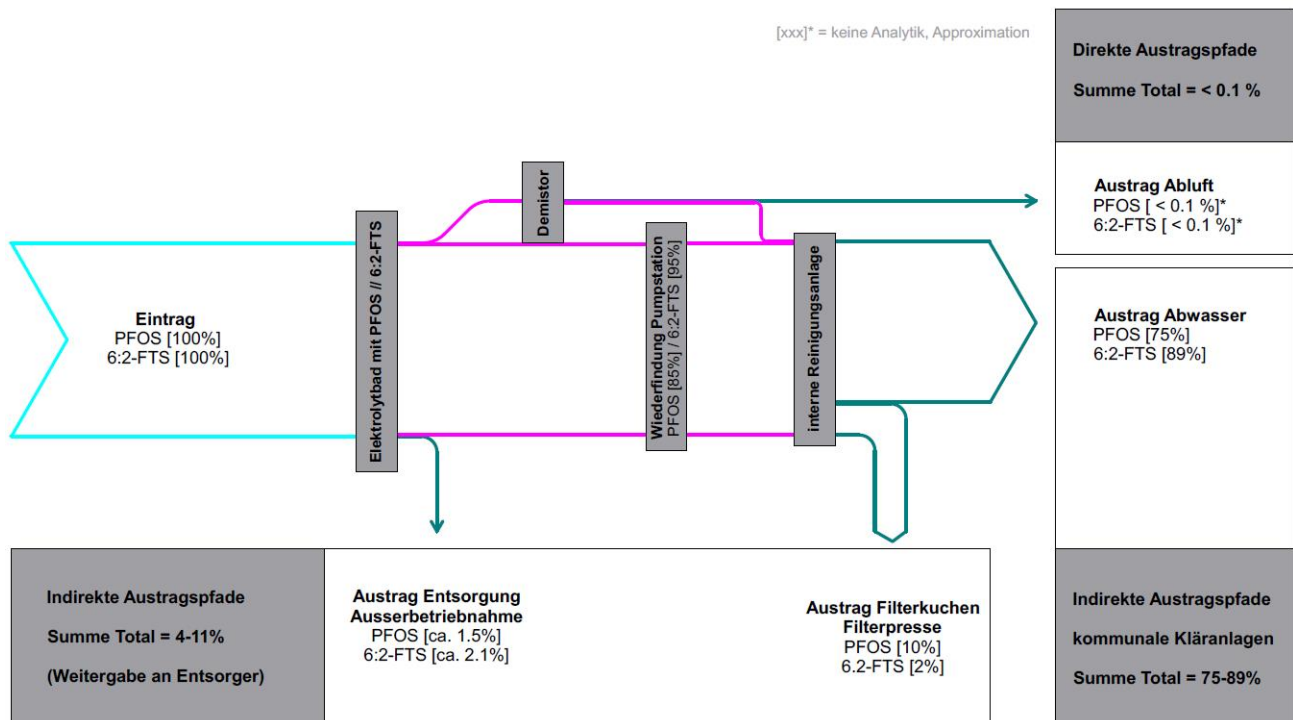 [xxx]* = keine Analytik, Approximation
Direkte Austragspfade
Summe Total = < 0.1 %
Demistor
Austrag Abluft
PFOS [ < 0.1 %]*
6:2-FTS [ < 0.1 %]*
Eintrag
PFOS [100%]
6:2-FTS [100%]
Elektrolytbad mit PFOS // 6:2-FTS
Wiederfindung Pumpstation
PFOS [85%] / 6:2-FTS [95%]
interne Reinigungsanlage
Austrag Abwasser
PFOS [75%]
6:2-FTS [89%]
Indirekte Austragspfade
Summe Total = 4-11%
(Weitergabe an Entsorger)
Austrag Entsorgung
Ausserbetriebnahme
PFOS [ca. 1.5%]
6:2-FTS [ca. 2.1%]
Austrag Filterkuchen
Filterpresse
PFOS [10%]
6.2-FTS [2%]
Indirekte Austragspfade
kommunale Kläranlagen
Summe Total = 75-89%